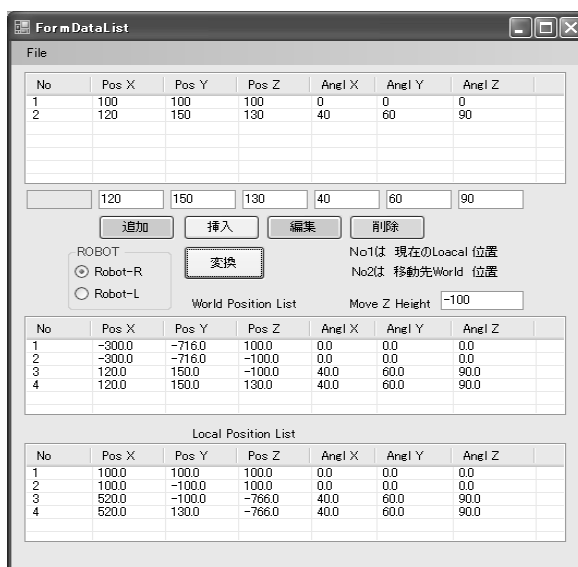 FormDataList
File
No Pos X Pos Y Pos Z Angl X Angl Y Angl Z
1 100 100 100 0 0 0
2 120 150 130 40 60 90
120 150 130 40 60 90
追加 挿入 編集 削除
ROBOT
Robot-R
Robot-L
変換
No1は 現在のLoacal 位置
No2は 移動先World 位置
World Position List Move Z Height -100
No Pos X Pos Y Pos Z Angl X Angl Y Angl Z
1 -300.0 -716.0 100.0 0.0 0.0 0.0
2 -300.0 -716.0 -100.0 0.0 0.0 0.0
3 120.0 150.0 -100.0 40.0 60.0 90.0
4 120.0 150.0 130.0 40.0 60.0 90.0
Local Position List
No Pos X Pos Y Pos Z Angl X Angl Y Angl Z
1 100.0 100.0 100.0 0.0 0.0 0.0
2 100.0 -100.0 100.0 0.0 0.0 0.0
3 520.0 -100.0 -766.0 40.0 60.0 90.0
4 520.0 130.0 -766.0 40.0 60.0 90.0